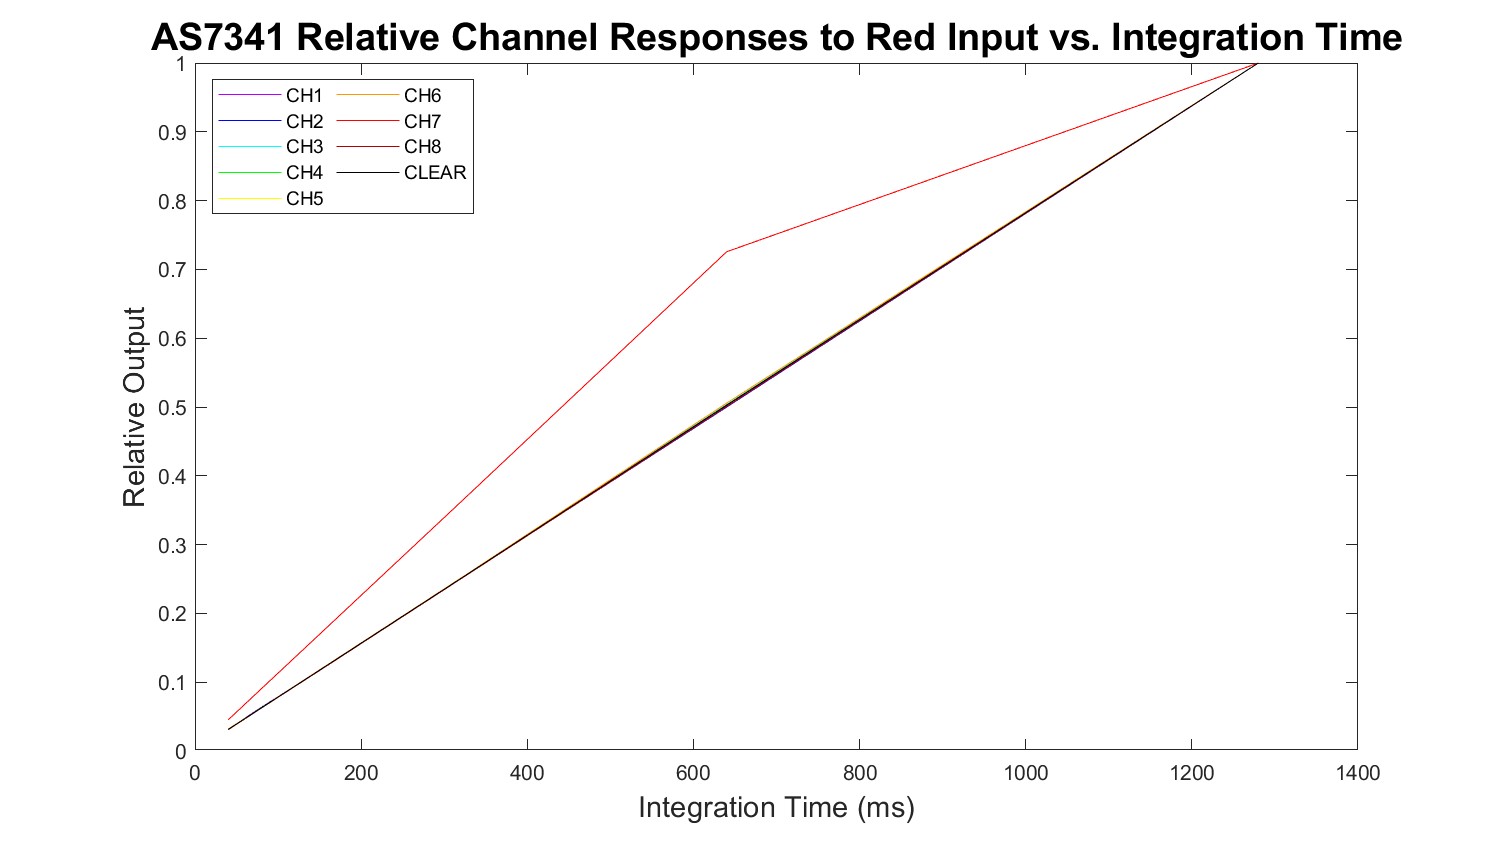 AS7341 Relative Channel Responses to Red Input vs. Integration Time
1
0.9
0.8
0.7
0.6
0.5
0.4
0.3
0.2
0.1
0
Relative Output
CH1 CH6
CH2 CH7
CH3 CH8
CH4 CLEAR
CH5
0 200 400 600 800 1000 1200 1400
Integration Time (ms)